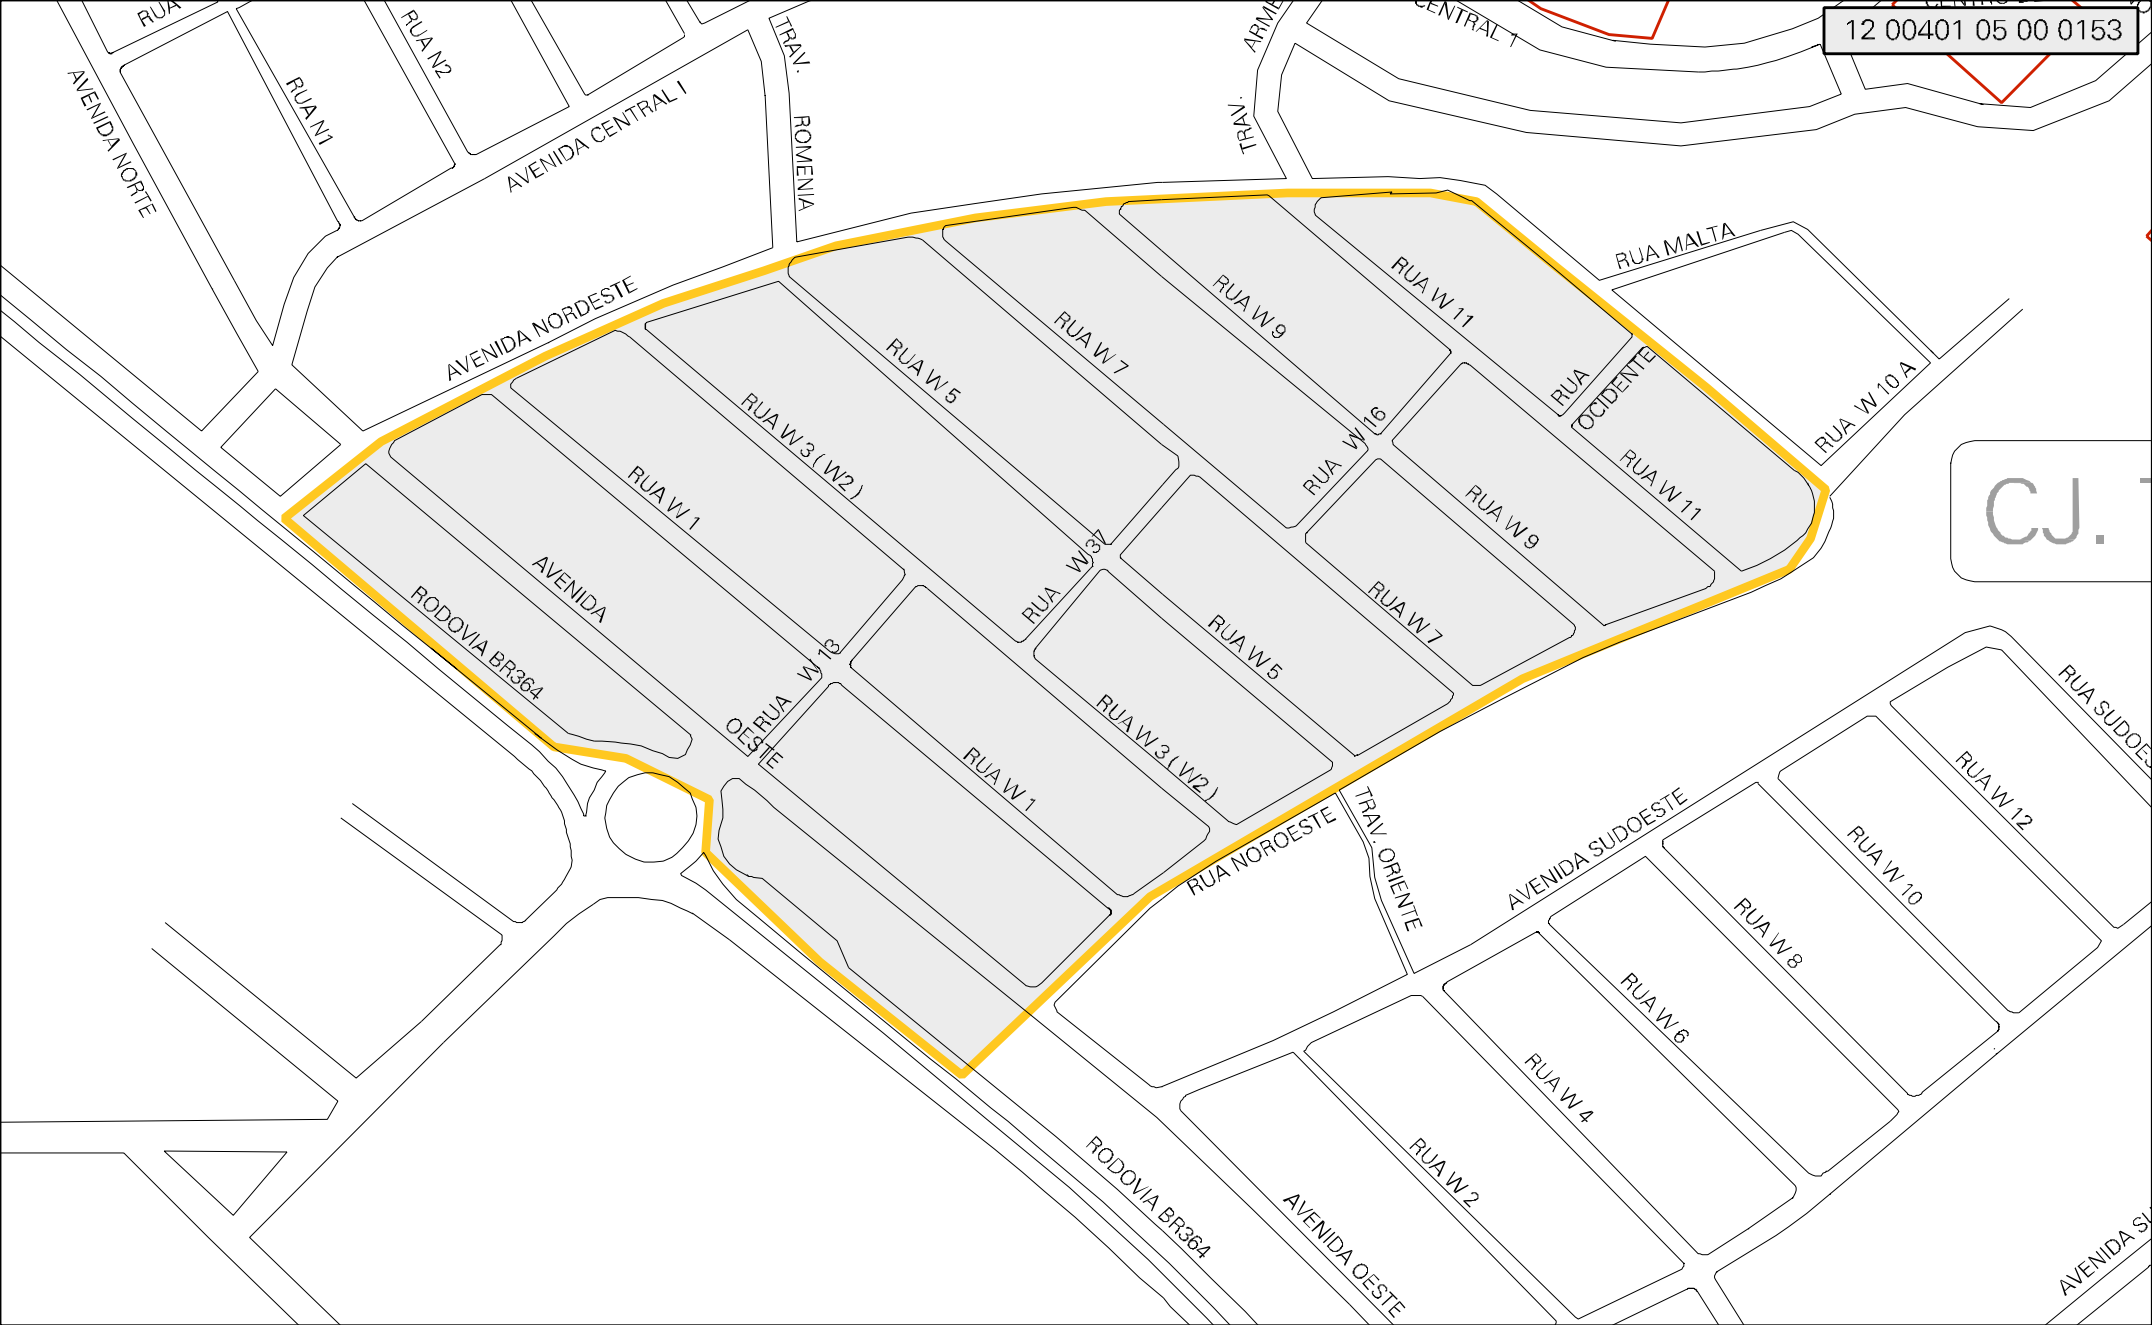 RUA
RUA N2
CENTRAL 1
12 00401 05 00 0153
AVENIDA NORTE
RUA N1
AVENIDA CENTRAL I
TRAV. ROMENIA
TRAV.
RUA MALTA
AVENIDA NORDESTE
RUA W 11
RUA W 9
RUA W 7
RUA W 5
RUA W 3 ( W2 )
RUA W 1
AVENIDA OESTE
RODOVIA BR364
RUA OCIDENTE
RUA W 10 A
RUA W 16
RUA W 11
RUA W 9
CJ.
RUA W 37
RUA W 7
RUA W 5
RUA W 13
RUA W 3 ( W2 )
RUA W 1
RUA NOROESTE
TRAV. ORIENTE
AVENIDA SUDOESTE
RUA W 12
RUA W 10
RUA W 8
RUA W 6
RUA W 4
RUA W 2
RODOVIA BR364
AVENIDA OESTE
AVENIDA